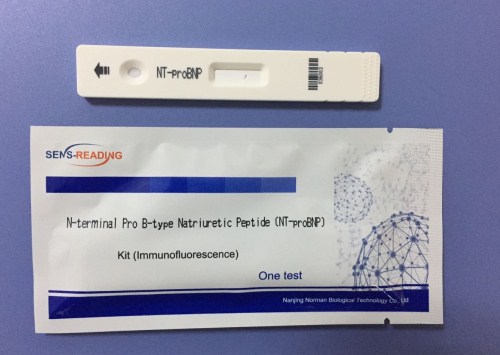 NT-proBNP
SENS-READING
N-terminal Pro B-type Natriuretic Peptide (NT-proBNP)
Kit (Immunofluorescence)
One test
Nanjing Norman Biological Technology Co., Ltd